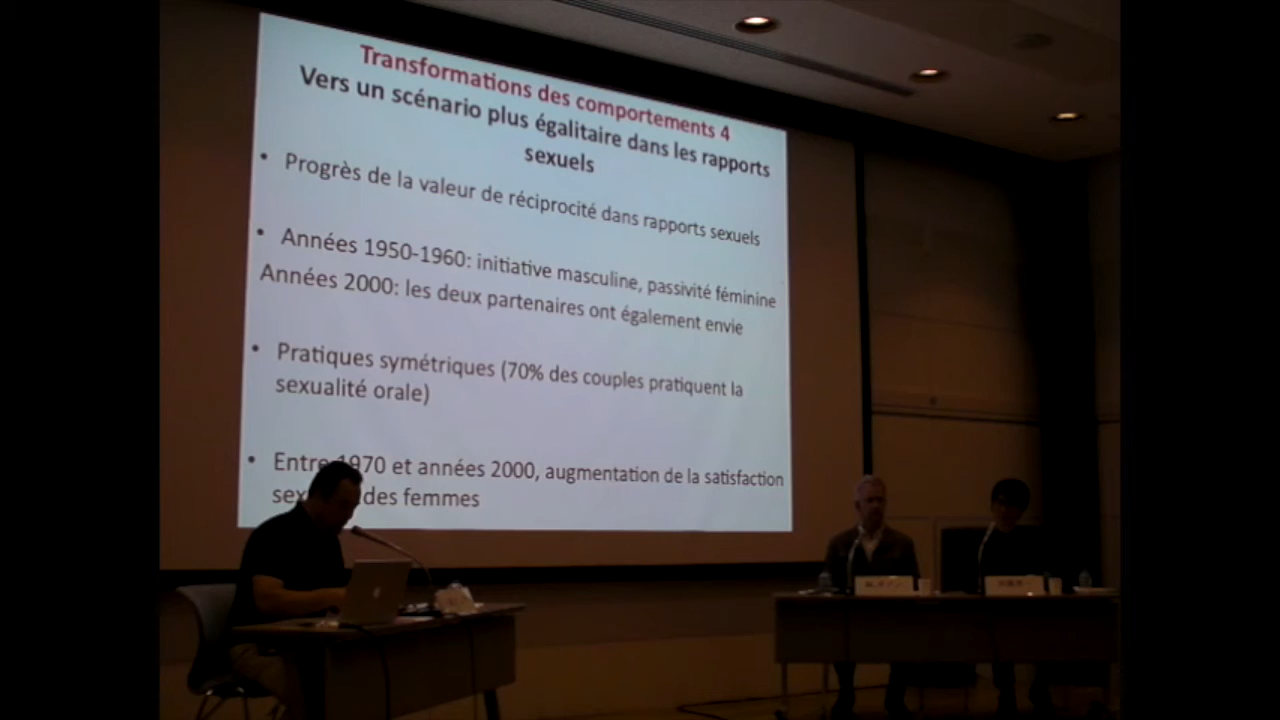 Transformations des comportements 4
Vers un scénario plus égalitaire dans les rapports
sexuels
• Progrès de la valeur de réciprocité dans rapports sexuels
• Années 1950-1960: initiative masculine, passivité féminine
Années 2000: les deux partenaires ont également envie
• Pratiques symétriques (70% des couples pratiquent la
sexualité orale)
• Entre 1970 et années 2000, augmentation de la satisfaction
des femmes